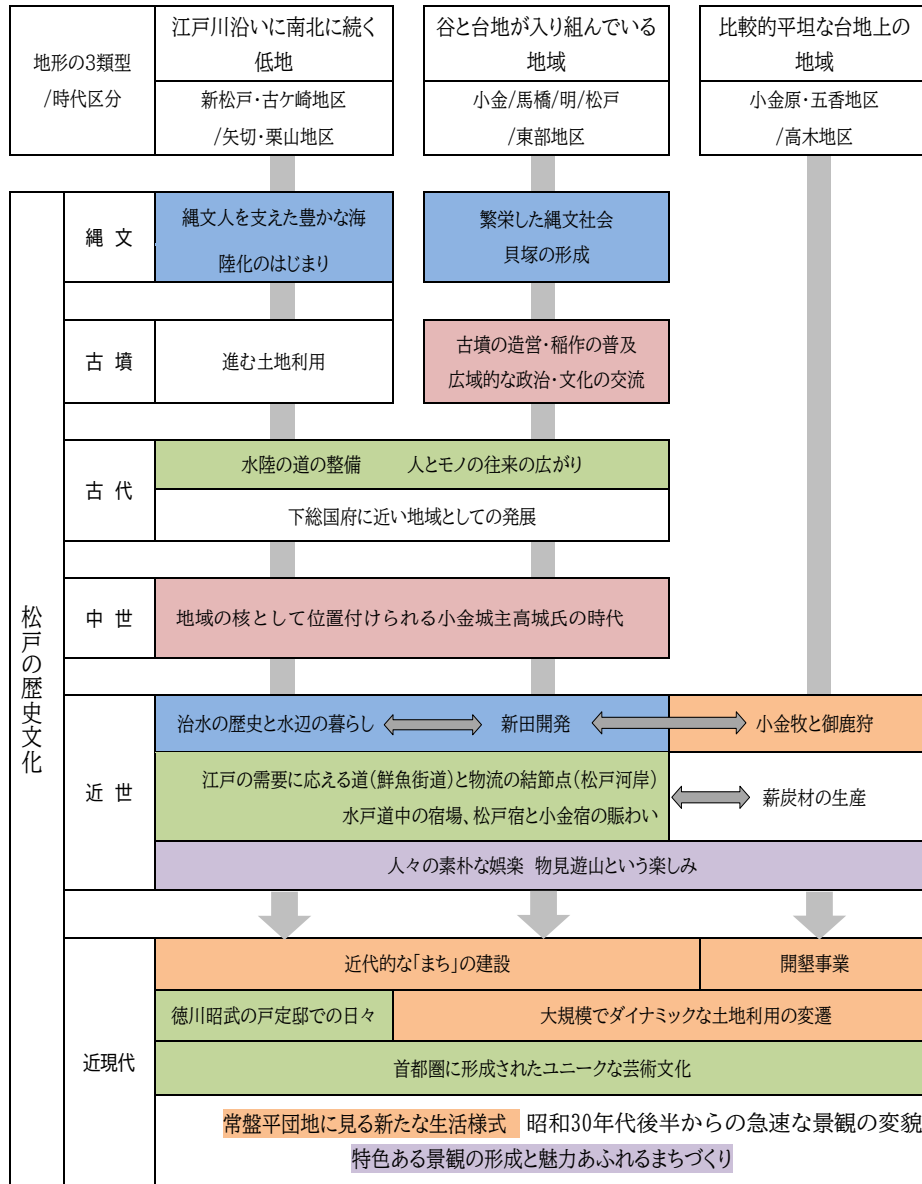 地形の3類型
/時代区分
江戸川沿いに南北に続く
低地
新松戸・古ケ崎地区
/矢切・栗山地区
谷と台地が入り組んでいる
地域
小金/馬橋/明/松戸
/東部地区
比較的平坦な台地上の
地域
小金原・五香地区
/高木地区
松戸の歴史文化
縄 文
縄文人を支えた豊かな海
陸化のはじまり
繁栄した縄文社会
貝塚の形成
古 墳
進む土地利用
古墳の造営・稲作の普及
広域的な政治・文化の交流
古 代
水陸の道の整備 人とモノの往来の広がり
下総国府に近い地域としての発展
中 世
地域の核として位置付けられる小金城主高城氏の時代
近 世
治水の歴史と水辺の暮らし
新田開発
小金牧と御鹿狩
江戸の需要に応える道(鮮魚街道)と物流の結節点(松戸河岸)
水戸道中の宿場、松戸宿と小金宿の賑わい
薪炭材の生産
人々の素朴な娯楽 物見遊山という楽しみ
近現代
近代的な「まち」の建設
開墾事業
徳川昭武の戸定邸での日々
大規模でダイナミックな土地利用の変遷
首都圏に形成されたユニークな芸術文化
常盤平団地に見る新たな生活様式 昭和30年代後半からの急速な景観の変貌
特色ある景観の形成と魅力あふれるまちづくり